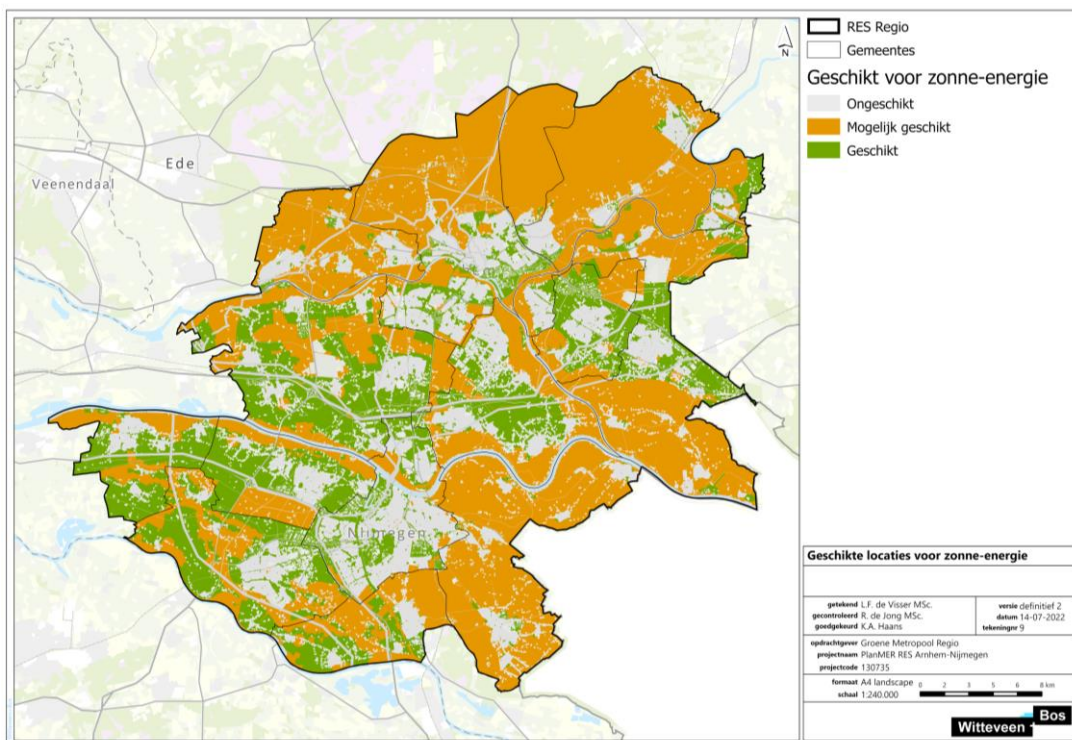 N
Ede
Veenendaal
Nijmegen
RES Regio
Gemeentes
Geschikt voor zonne-energie
Ongeschikt
Mogelijk geschikt
Geschikt
Geschikte locaties voor zonne-energie
getekend L.F. de Visser MSc.
gecontroleerd R. de Jong MSc.
goedgekeurd K.A. Haans
versie definitief 2
datum 14-07-2022
tekeningnr 9
opdrachtgever Groene Metropool Regio
projectnaam PlanMER RES Arnhem-Nijmegen
projectcode 130735
formaat A4 landscape
schaal 1:240.000
0 2 3 5 6 8 km
Witteveen + Bos